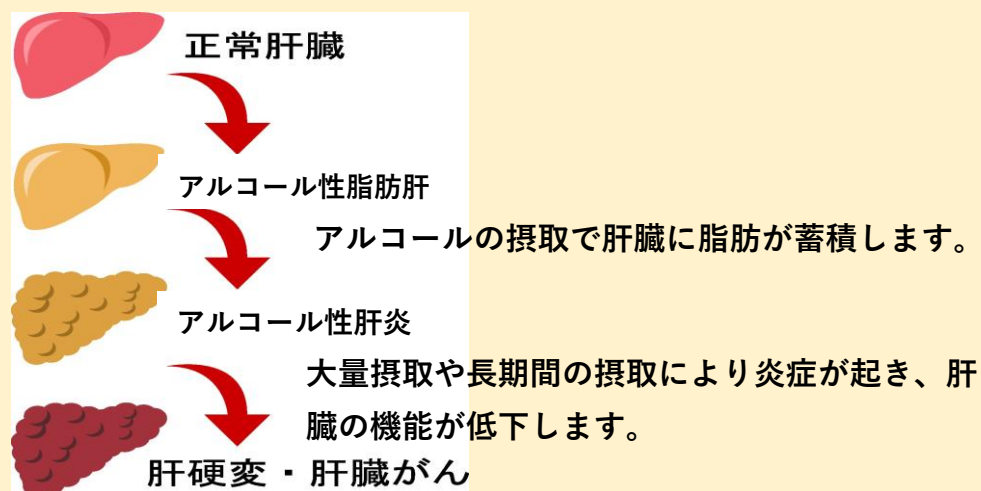 正常肝臓
アルコール性脂肪肝
アルコールの摂取で肝臓に脂肪が蓄積します。
アルコール性肝炎
大量摂取や長期間の摂取により炎症が起き、肝
臓の機能が低下します。
肝硬変・肝臓がん